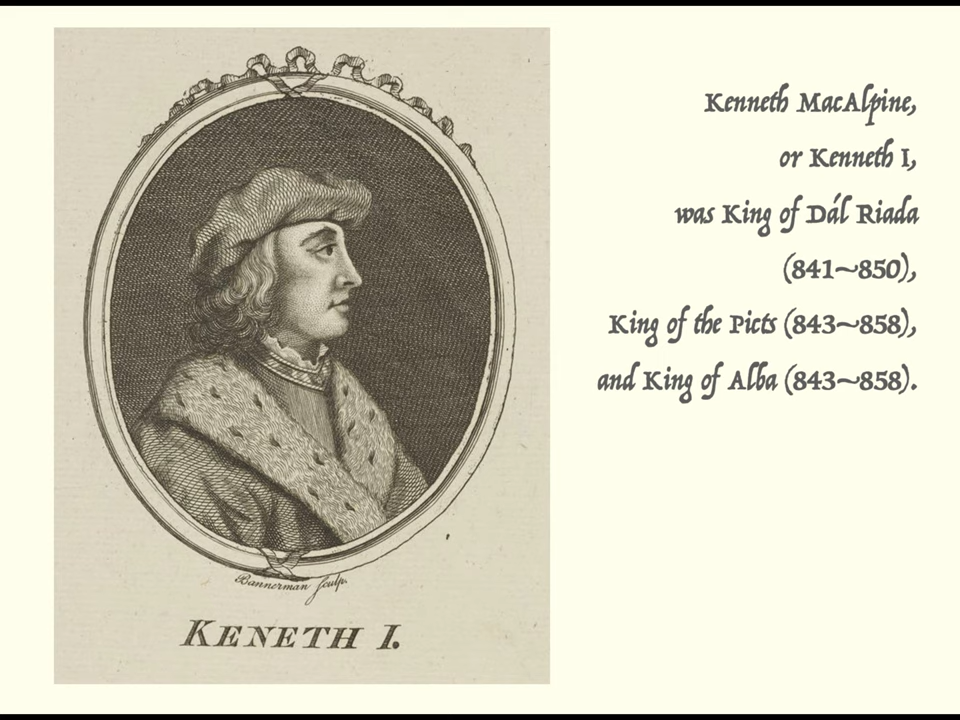 Kenneth MacAlpine,
or Kenneth I,
was King of Dál Riada
(841~850),
King of the Picts (843~858),
and King of Alba (843~858).
Bannerman Sculp.
KENETH I.